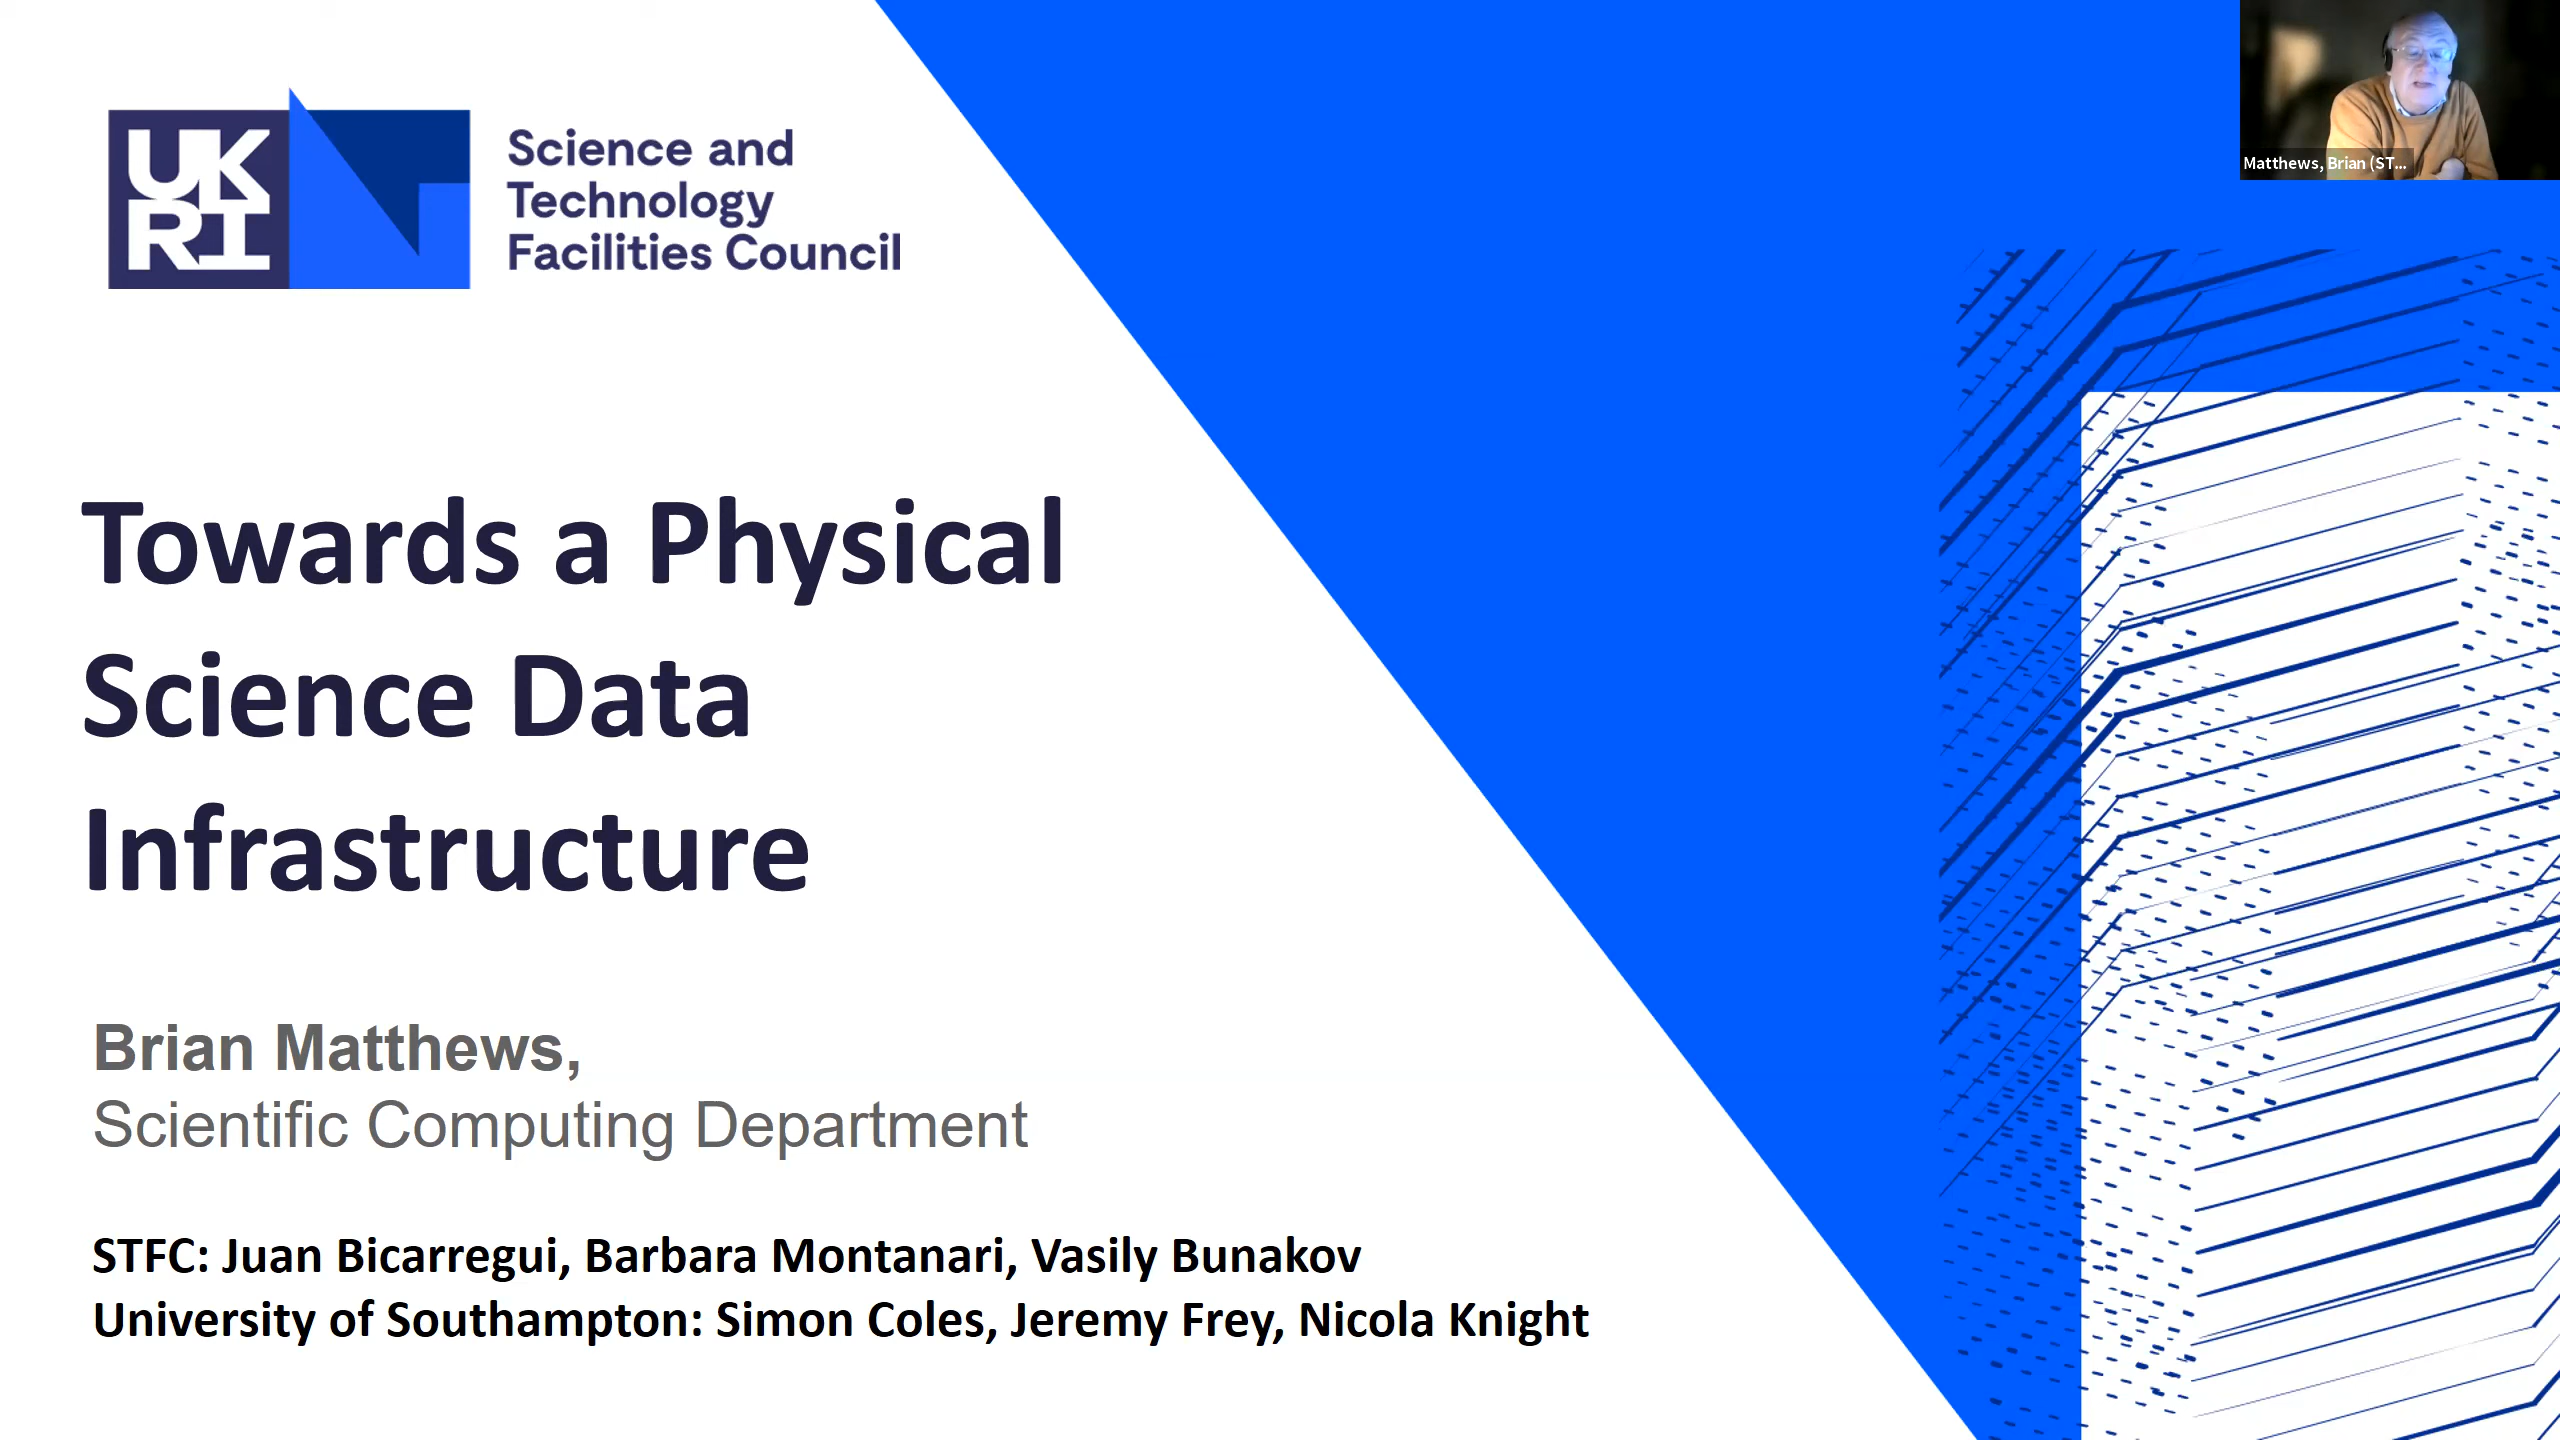 UK
RI
Science and
Technology
Facilities Council
Matthews, Brian (ST...
Towards a Physical
Science Data
Infrastructure
Brian Matthews,
Scientific Computing Department
STFC: Juan Bicarregui, Barbara Montanari, Vasily Bunakov
University of Southampton: Simon Coles, Jeremy Frey, Nicola Knight